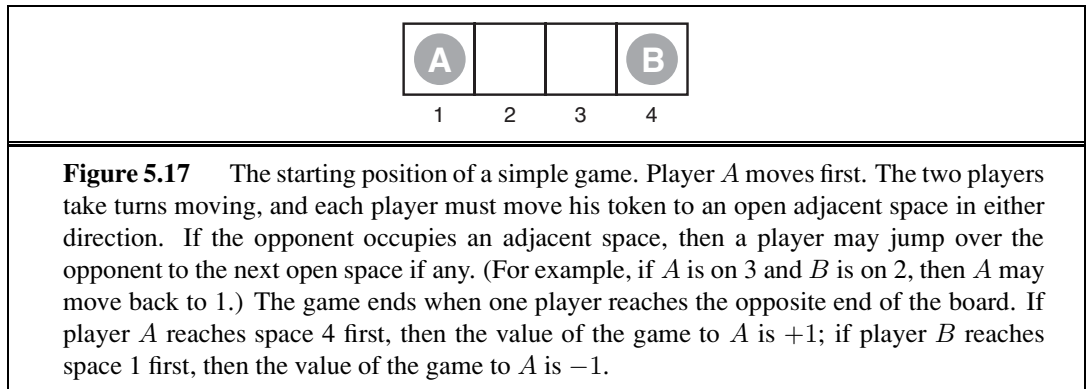 A B
1 2 3 4
Figure 5.17 The starting position of a simple game. Player A moves first. The two players
take turns moving, and each player must move his token to an open adjacent space in either
direction. If the opponent occupies an adjacent space, then a player may jump over the
opponent to the next open space if any. (For example, if A is on 3 and B is on 2, then A may
move back to 1.) The game ends when one player reaches the opposite end of the board. If
player A reaches space 4 first, then the value of the game to A is +1; if player B reaches
space 1 first, then the value of the game to A is −1.